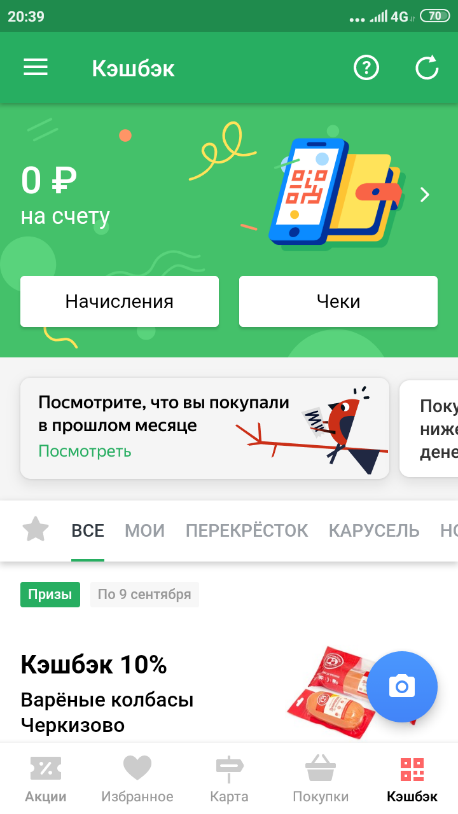 20:39
4G
70
Кэшбэк
0 ₽
на счету
Начисления
Чеки
Посмотрите, что вы покупали
в прошлом месяце
Посмотреть
Поку
ниже
дене
ВСЕ
МОИ
ПЕРЕКРЁСТОК
КАРУСЕЛЬ
НО
Призы
По 9 сентября
Кэшбэк 10%
Варёные колбасы
Черкизово
Акции
Избранное
Карта
Покупки
Кэшбэк